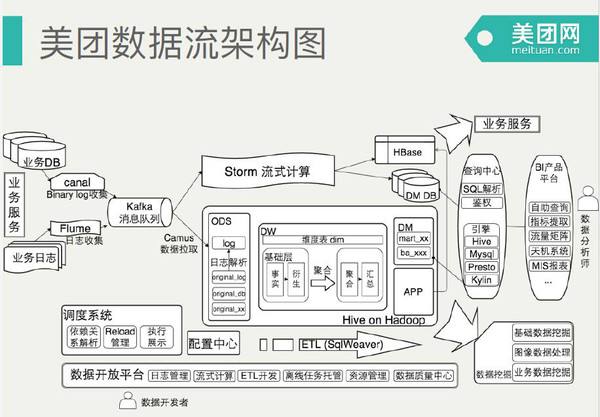 美团数据流架构图
美团网
meituan.com
业务服务
业务DB
canal
Binary log收集
Flume
日志收集
业务日志
Kafka
消息队列
Camus
数据拉取
Storm 流式计算
HBase
DM DB
业务服务
ODS
log
日志解析
original_log
original_db
original_xx
DW
维度表 dim
基础层
事实
衍生
聚合
聚合
汇总
DM
mart_xx
ba_xxx
APP
Hive on Hadoop
查询中心
SQL解析
鉴权
引擎
Hive
Mysql
Presto
Kylin
BI产品
平台
自助查询
指标提取
流量矩阵
天机系统
MIS报表
...
数据分析师
调度系统
依赖关
系解析
Reload
管理
执行
展示
配置中心
ETL (SqlWeaver)
数据挖掘
基础数据挖掘
图像数据处理
业务数据挖掘
数据开放平台
日志管理
流式计算
ETL开发
离线任务托管
资源管理
数据质量中心
数据开发者